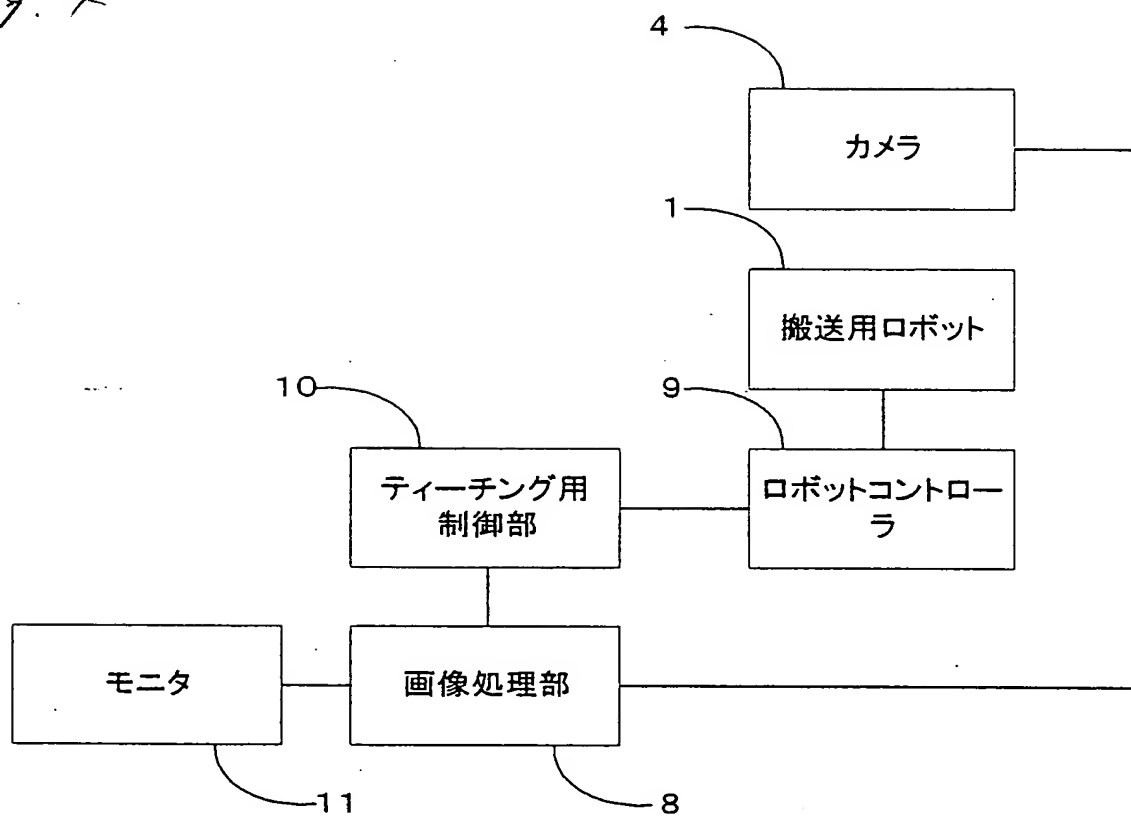 4
カメラ
1
搬送用ロボット
10
9
ティーチング用
制御部
ロボットコントロー
ラ
モニタ
画像処理部
11
8